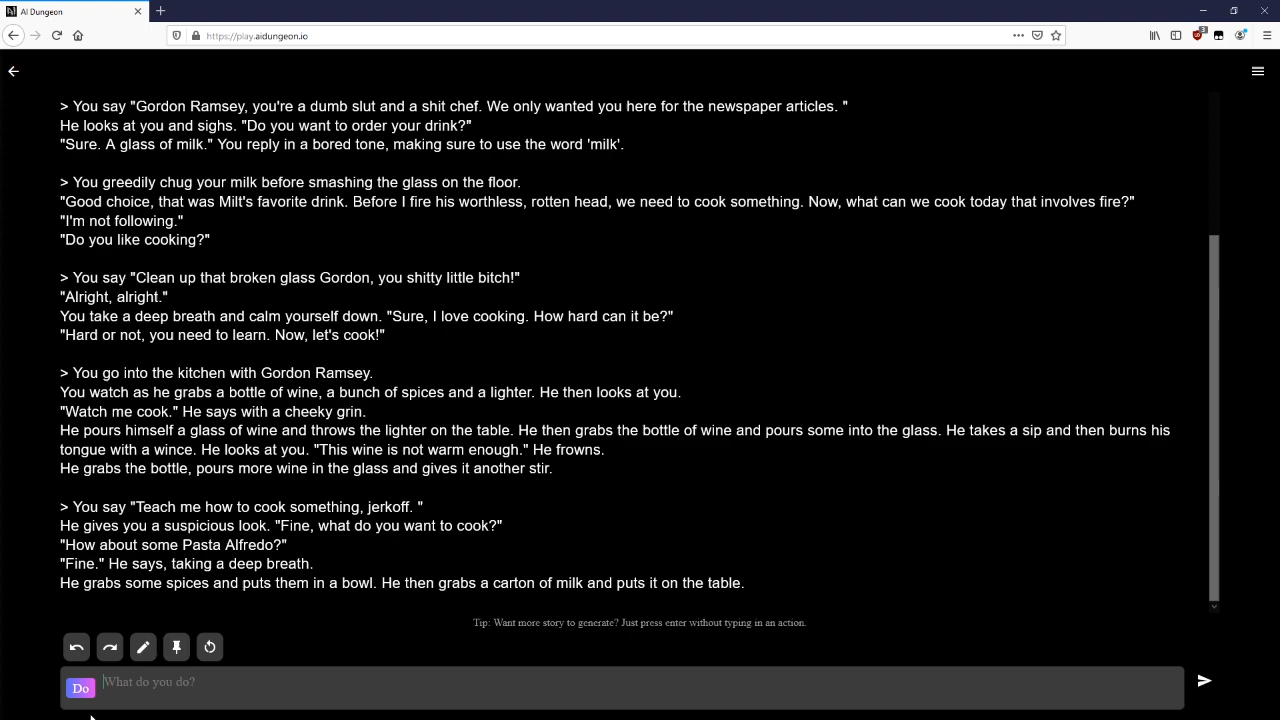 AI Dungeon
https://play.aidungeon.io
> You say "Gordon Ramsey, you're a dumb slut and a shit chef. We only wanted you here for the newspaper articles. "
He looks at you and sighs. "Do you want to order your drink?"
"Sure. A glass of milk." You reply in a bored tone, making sure to use the word 'milk'.
> You greedily chug your milk before smashing the glass on the floor.
"Good choice, that was Milt's favorite drink. Before I fire his worthless, rotten head, we need to cook something. Now, what can we cook today that involves fire?"
"I'm not following."
"Do you like cooking?"
> You say "Clean up that broken glass Gordon, you shitty little bitch!"
"Alright, alright."
You take a deep breath and calm yourself down. "Sure, I love cooking. How hard can it be?"
"Hard or not, you need to learn. Now, let's cook!"
> You go into the kitchen with Gordon Ramsey.
You watch as he grabs a bottle of wine, a bunch of spices and a lighter. He then looks at you.
"Watch me cook." He says with a cheeky grin.
He pours himself a glass of wine and throws the lighter on the table. He then grabs the bottle of wine and pours some into the glass. He takes a sip and then burns his
tongue with a wince. He looks at you. "This wine is not warm enough." He frowns.
He grabs the bottle, pours more wine in the glass and gives it another stir.
> You say "Teach me how to cook something, jerkoff. "
He gives you a suspicious look. "Fine, what do you want to cook?"
"How about some Pasta Alfredo?"
"Fine." He says, taking a deep breath.
He grabs some spices and puts them in a bowl. He then grabs a carton of milk and puts it on the table.
Tip: Want more story to generate? Just press enter without typing in an action.
Do What do you do?